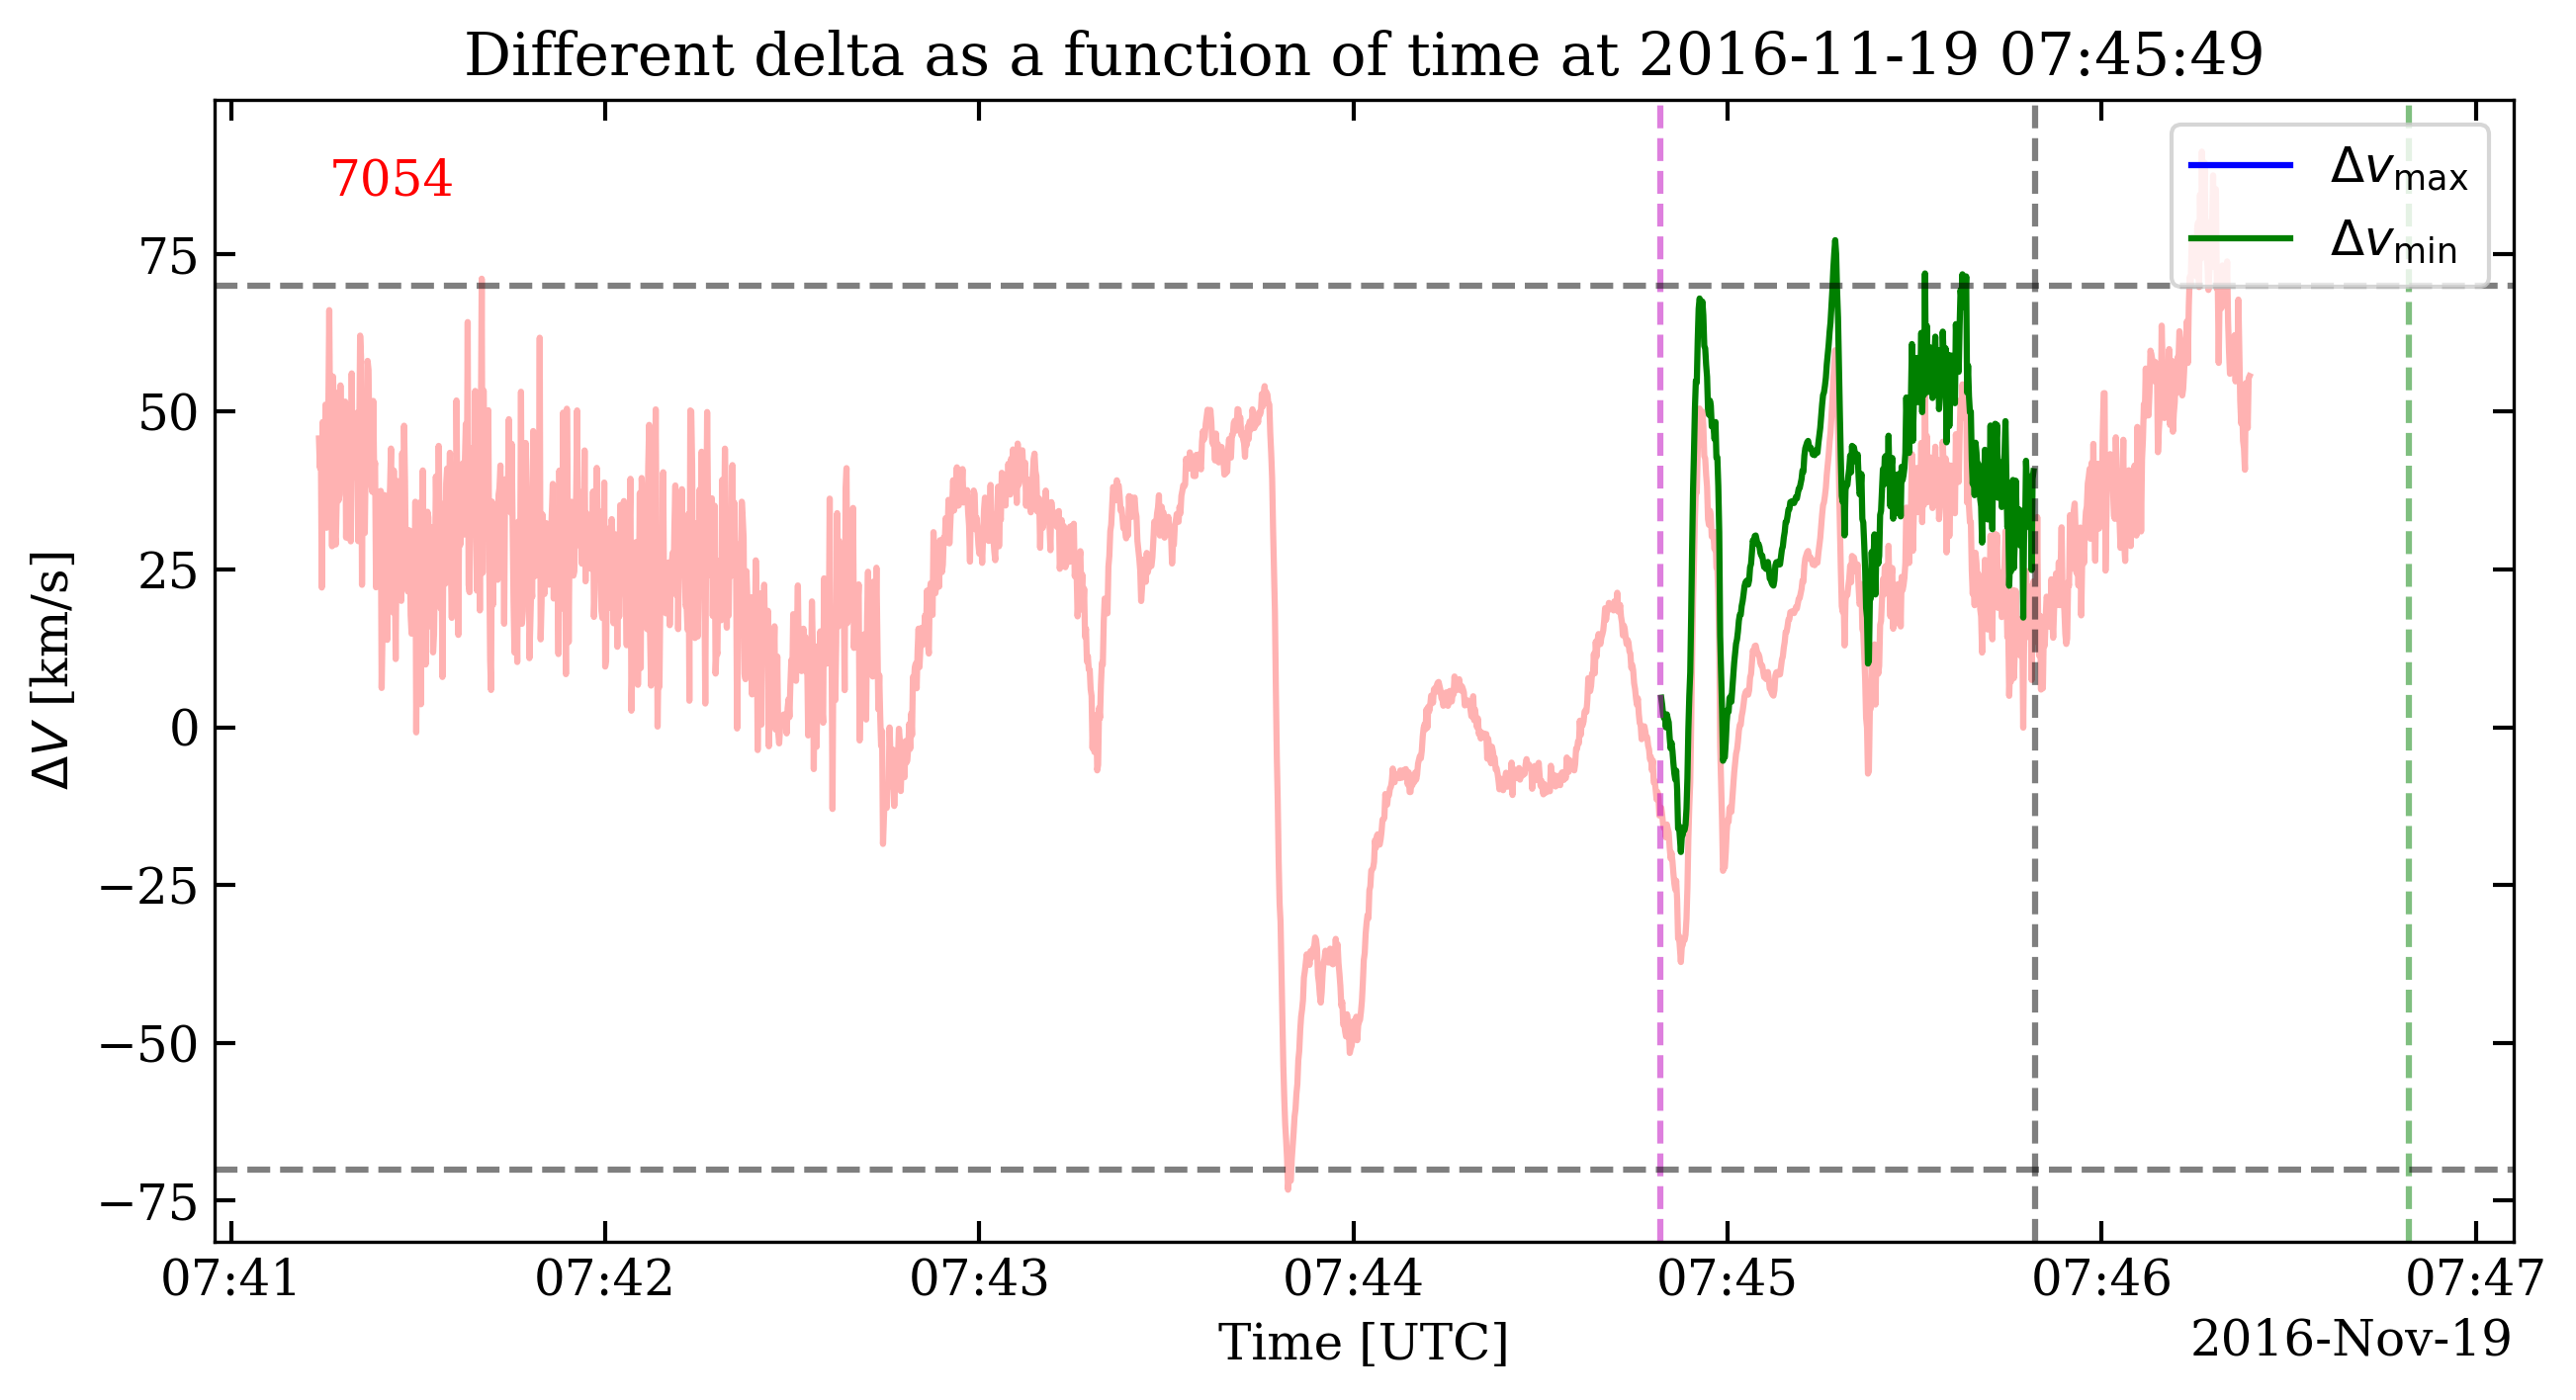 Different delta as a function of time at 2016-11-19 07:45:49
7054
Δv_max
Δv_min
75
50
25
0
−25
−50
−75
ΔV [km/s]
07:41 07:42 07:43 07:44 07:45 07:46 07:47
Time [UTC]
2016-Nov-19